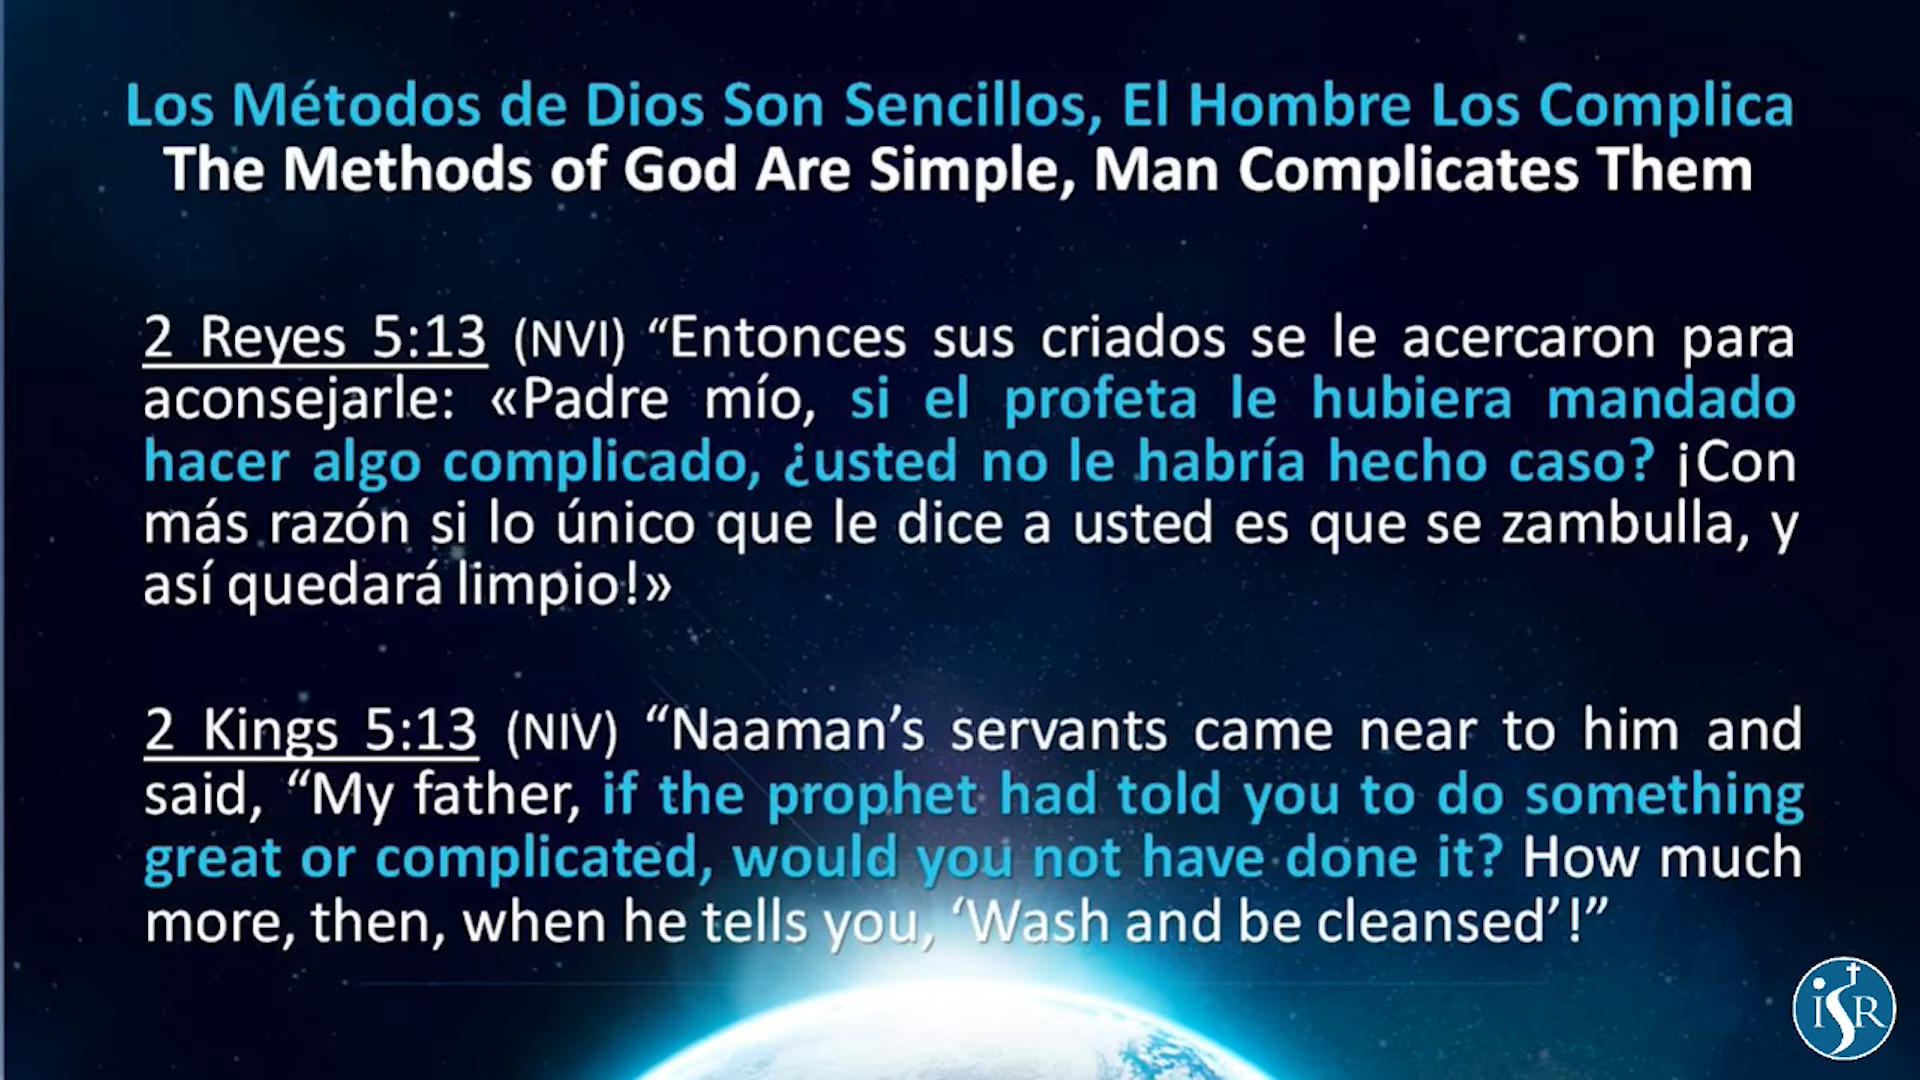 Los Métodos de Dios Son Sencillos, El Hombre Los Complica
The Methods of God Are Simple, Man Complicates Them
2 Reyes 5:13 (NVI) “Entonces sus criados se le acercaron para
aconsejarle: «Padre mío, si el profeta le hubiera mandado
hacer algo complicado, ¿usted no le habría hecho caso? ¡Con
más razón si lo único que le dice a usted es que se zambulla, y
así quedará limpio!»
2 Kings 5:13 (NIV) “Naaman’s servants came near to him and
said, “My father, if the prophet had told you to do something
great or complicated, would you not have done it? How much
more, then, when he tells you, ‘Wash and be cleansed’!”
iSR